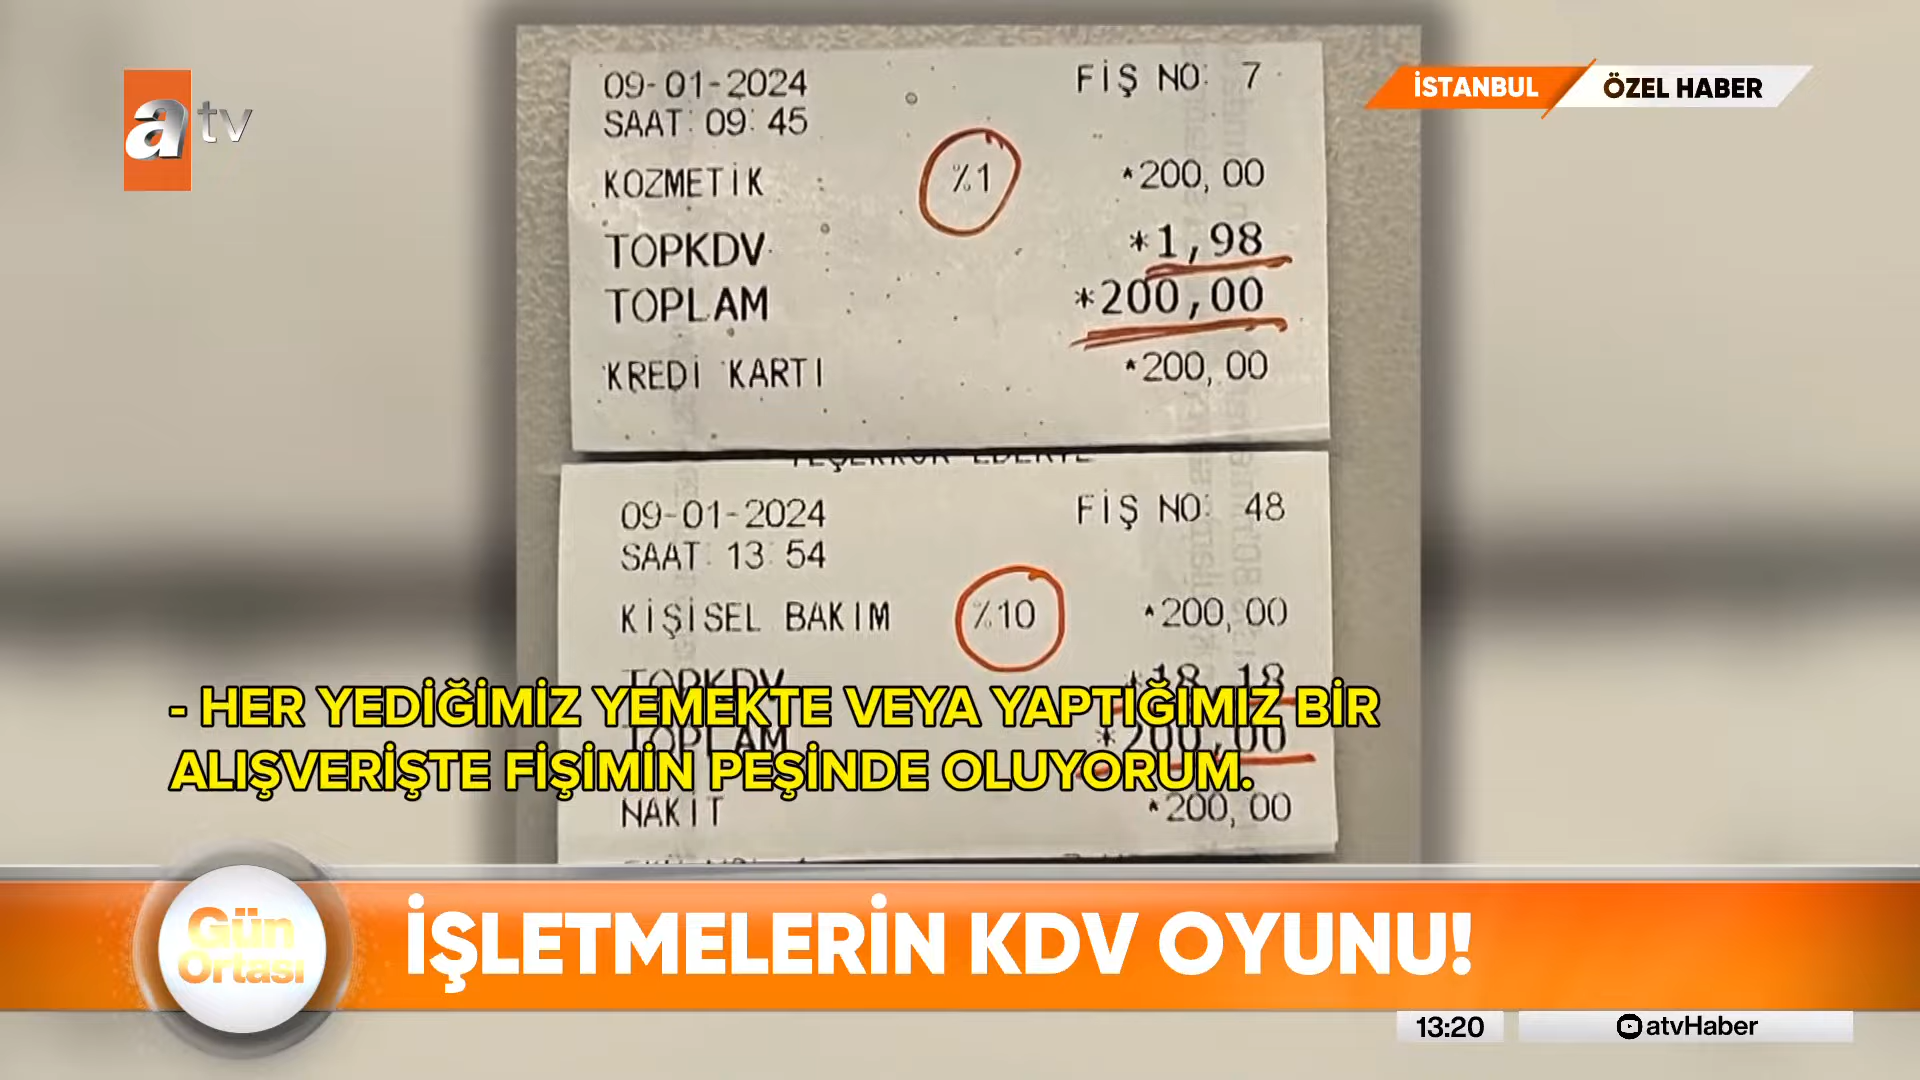 atv
İSTANBUL
ÖZEL HABER
09-01-2024 FİŞ NO: 7
SAAT: 09:45
KOZMETİK %1 *200,00
TOPKDV *1,98
TOPLAM *200,00
KREDİ KARTI *200,00
TEŞEKKÜR EDERİZ
09-01-2024 FİŞ NO: 48
SAAT: 13:54
KİŞİSEL BAKIM %10 *200,00
TOPKDV *18,18
TOPLAM *200,00
NAKİT *200,00
- HER YEDİĞİMİZ YEMEKTE VEYA YAPTIĞIMIZ BİR
ALIŞVERİŞTE FİŞİMİN PEŞİNDE OLUYORUM.
Gün
Ortası
İŞLETMELERİN KDV OYUNU!
13:20
atvHaber